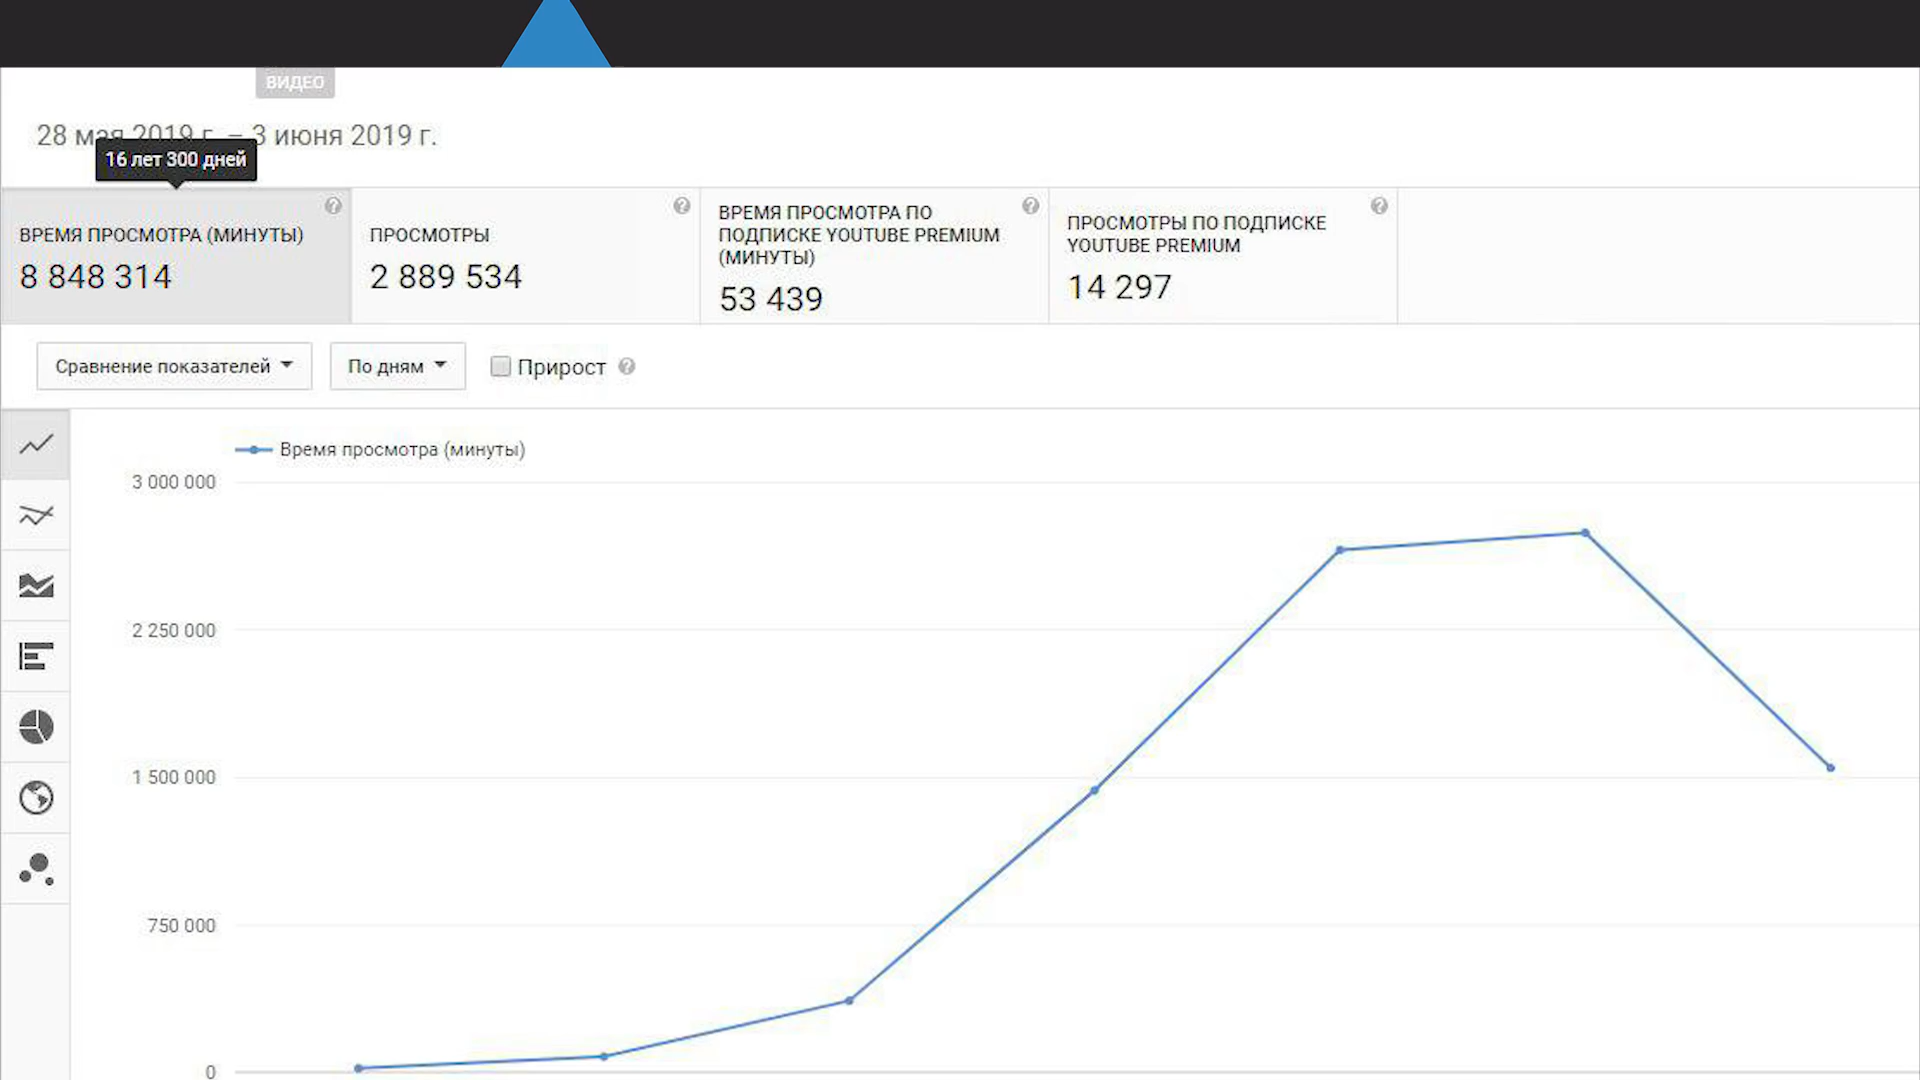 ВИДЕО
28 мая 2019 г. – 3 июня 2019 г.
16 лет 300 дней
ВРЕМЯ ПРОСМОТРА (МИНУТЫ)
8 848 314
ПРОСМОТРЫ
2 889 534
ВРЕМЯ ПРОСМОТРА ПО
ПОДПИСКЕ YOUTUBE PREMIUM
(МИНУТЫ)
53 439
ПРОСМОТРЫ ПО ПОДПИСКЕ
YOUTUBE PREMIUM
14 297
Сравнение показателей
По дням
Прирост
Время просмотра (минуты)
3 000 000
2 250 000
1 500 000
750 000
0